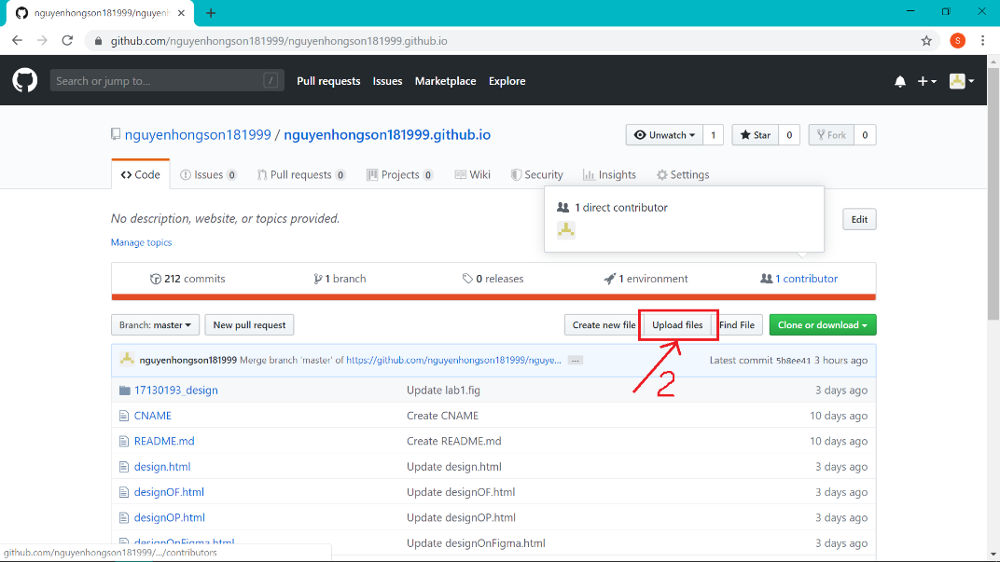 nguyenhongson181999/nguyenh
github.com/nguyenhongson181999/nguyenhongson181999.github.io
S
Search or jump to... /
Pull requests Issues Marketplace Explore
nguyenhongson181999 / nguyenhongson181999.github.io
Unwatch 1 Star 0 Fork 0
Code Issues 0 Pull requests 0 Projects 0 Wiki Security Insights Settings
1 direct contributor
No description, website, or topics provided.
Edit
Manage topics
212 commits 1 branch 0 releases 1 environment 1 contributor
Branch: master New pull request Create new file Upload files Find File Clone or download
nguyenhongson181999 Merge branch 'master' of https://github.com/nguyenhongson181999/nguye... ... Latest commit 5b8ee41 3 hours ago
2
17130193_design Update lab1.fig 3 days ago
CNAME Create CNAME 10 days ago
README.md Create README.md 10 days ago
design.html Update design.html 3 days ago
designOF.html Update designOF.html 3 days ago
designOP.html Update designOP.html 3 days ago
designOnFigma.html Update designOnFigma.html 3 days ago
github.com/nguyenhongson181999/.../contributors